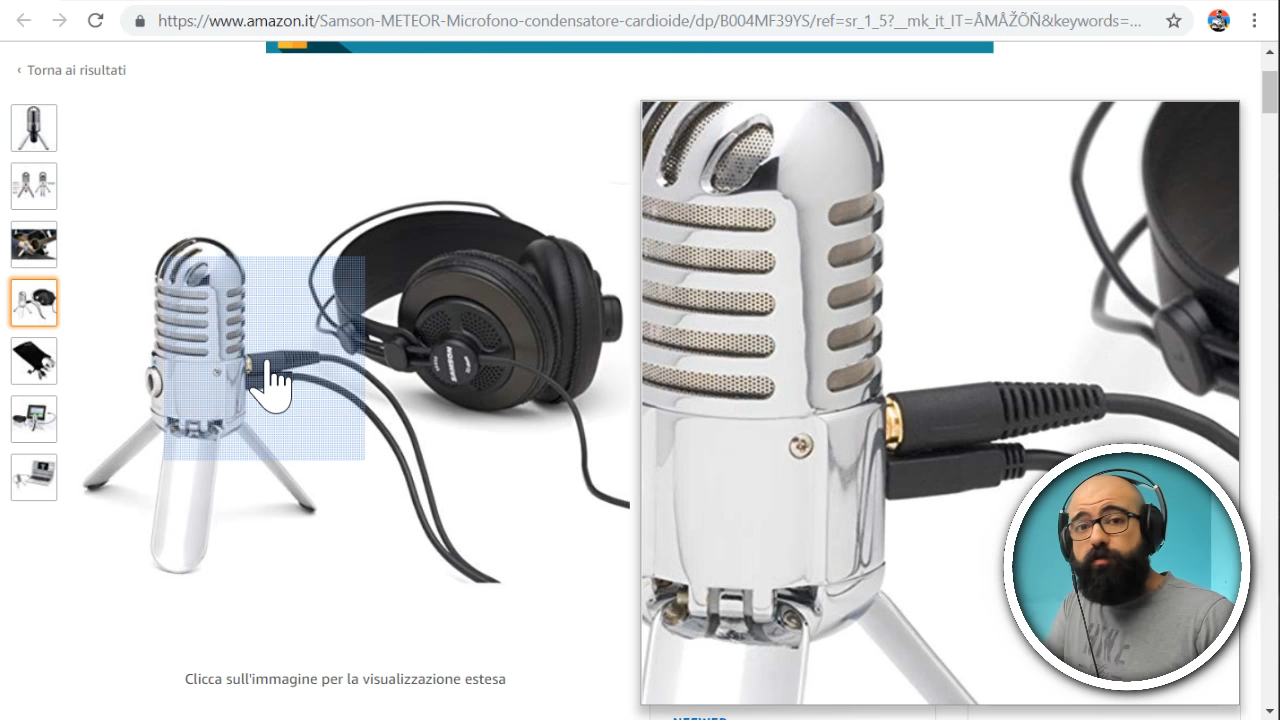 https://www.amazon.it/Samson-METEOR-Microfono-condensatore-cardioide/dp/B004MF39YS/ref=sr_1_5?__mk_it_IT=ÅMÅŽÕÑ&keywords=...
‹ Torna ai risultati
SAMSON
Clicca sull'immagine per la visualizzazione estesa